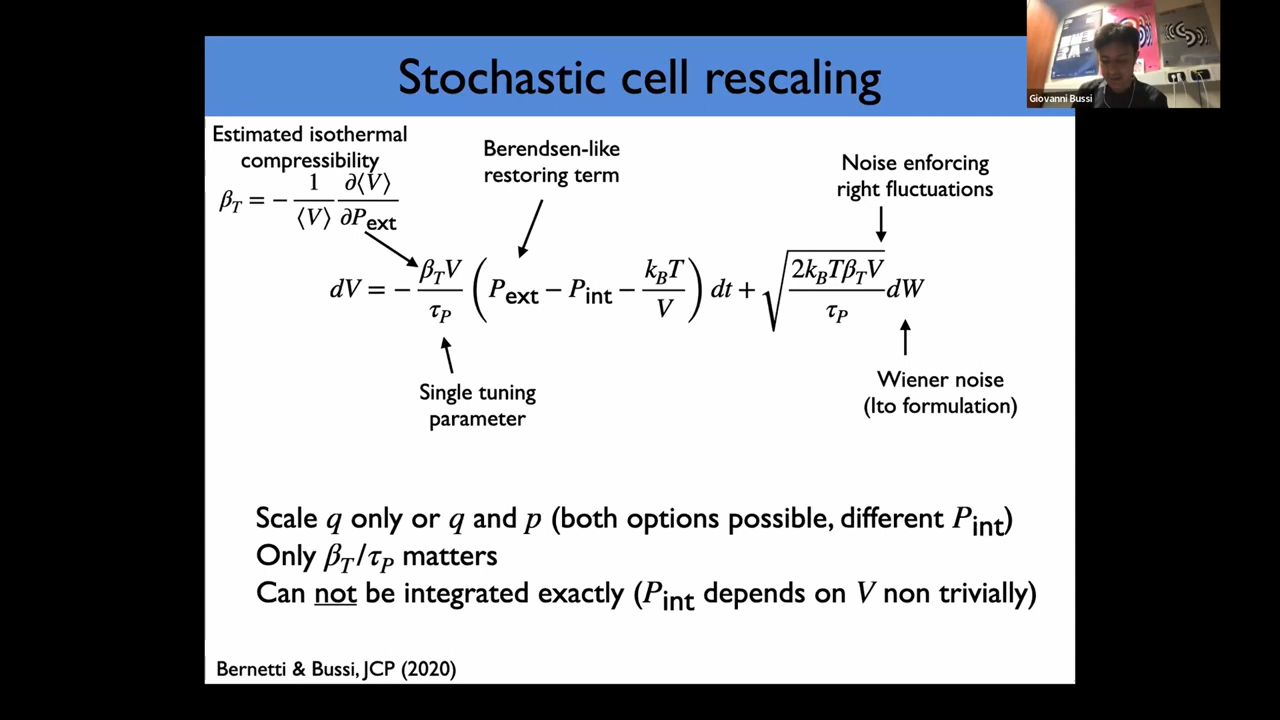 Stochastic cell rescaling
Giovanni Bussi
Estimated isothermal
compressibility
β_T = − 1/⟨V⟩ ∂⟨V⟩/∂P_ext
Berendsen-like
restoring term
Noise enforcing
right fluctuations
dV = − β_T V/τ_P (P_ext − P_int − k_B T/V) dt + √(2k_B T β_T V/τ_P) dW
Single tuning
parameter
Wiener noise
(Ito formulation)
Scale q only or q and p (both options possible, different P_int)
Only β_T/τ_P matters
Can not be integrated exactly (P_int depends on V non trivially)
Bernetti & Bussi, JCP (2020)